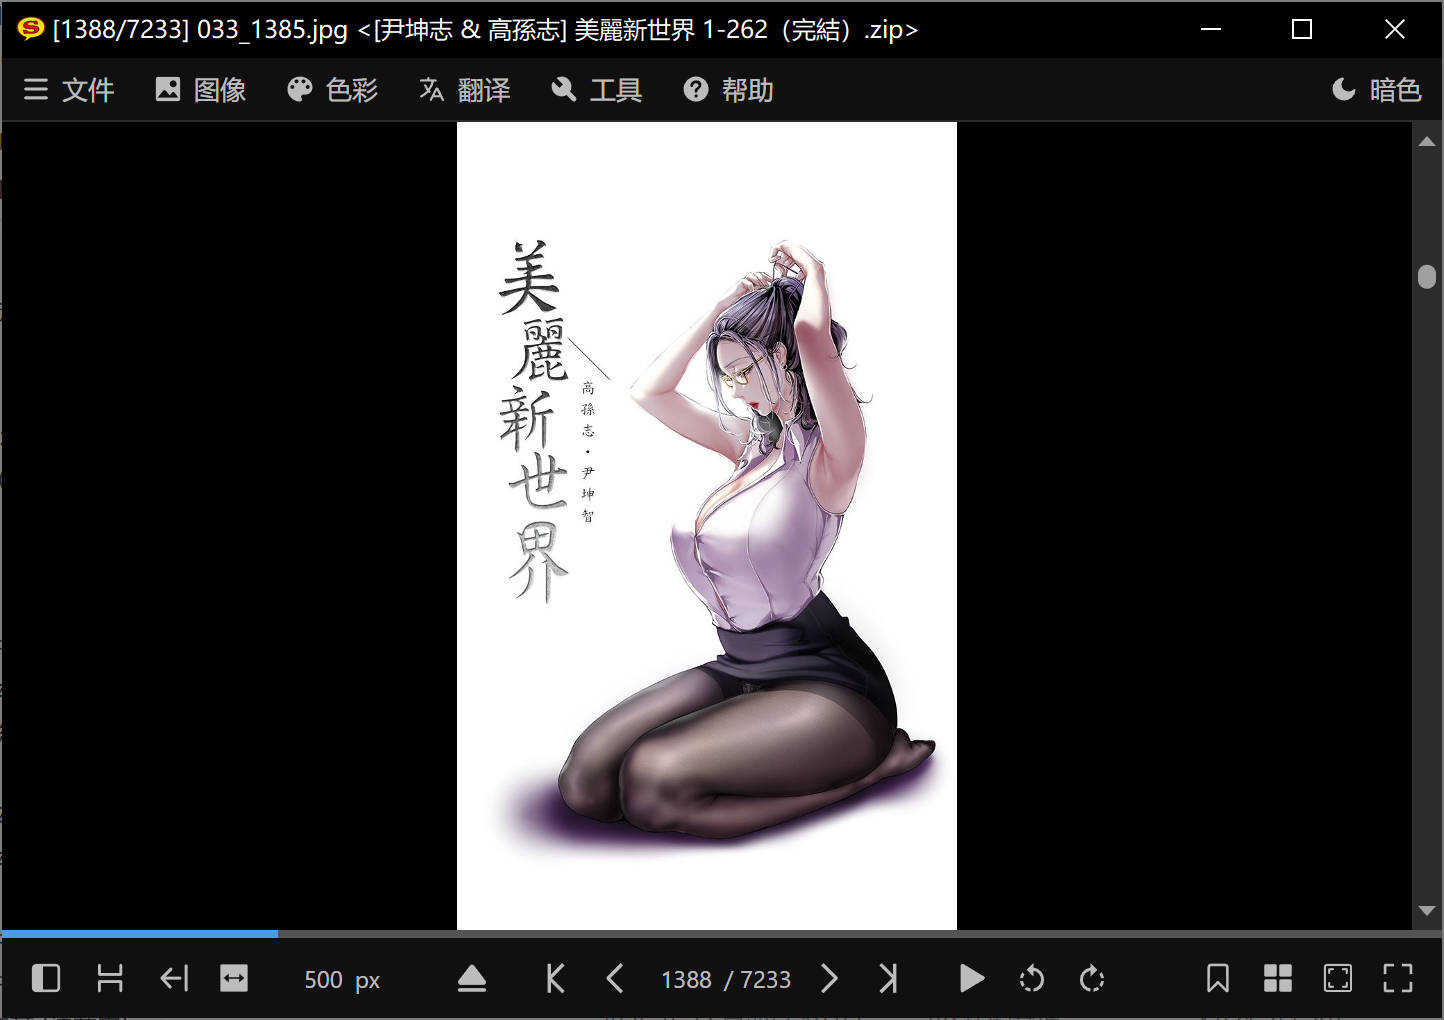 [1388/7233] 033_1385.jpg <[尹坤志 & 高孫志] 美麗新世界 1-262（完結）.zip>
文件
图像
色彩
翻译
工具
帮助
暗色
美麗新世界
高孫志・尹坤智
500 px
1388 / 7233